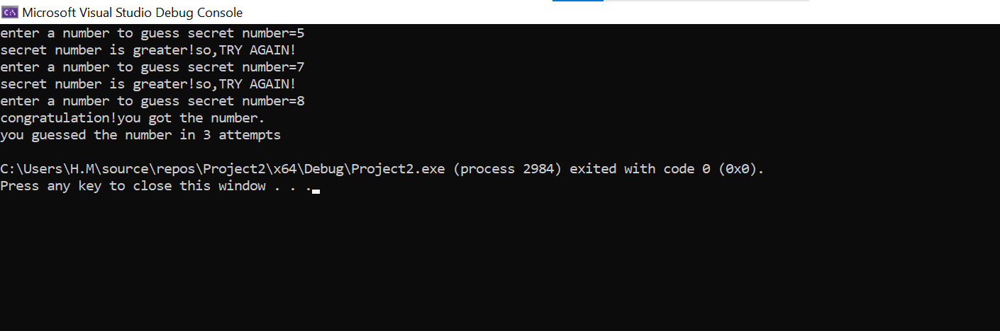 Microsoft Visual Studio Debug Console
enter a number to guess secret number=5
secret number is greater!so,TRY AGAIN!
enter a number to guess secret number=7
secret number is greater!so,TRY AGAIN!
enter a number to guess secret number=8
congratulation!you got the number.
you guessed the number in 3 attempts
C:\Users\H.M\source\repos\Project2\x64\Debug\Project2.exe (process 2984) exited with code 0 (0x0).
Press any key to close this window . . .